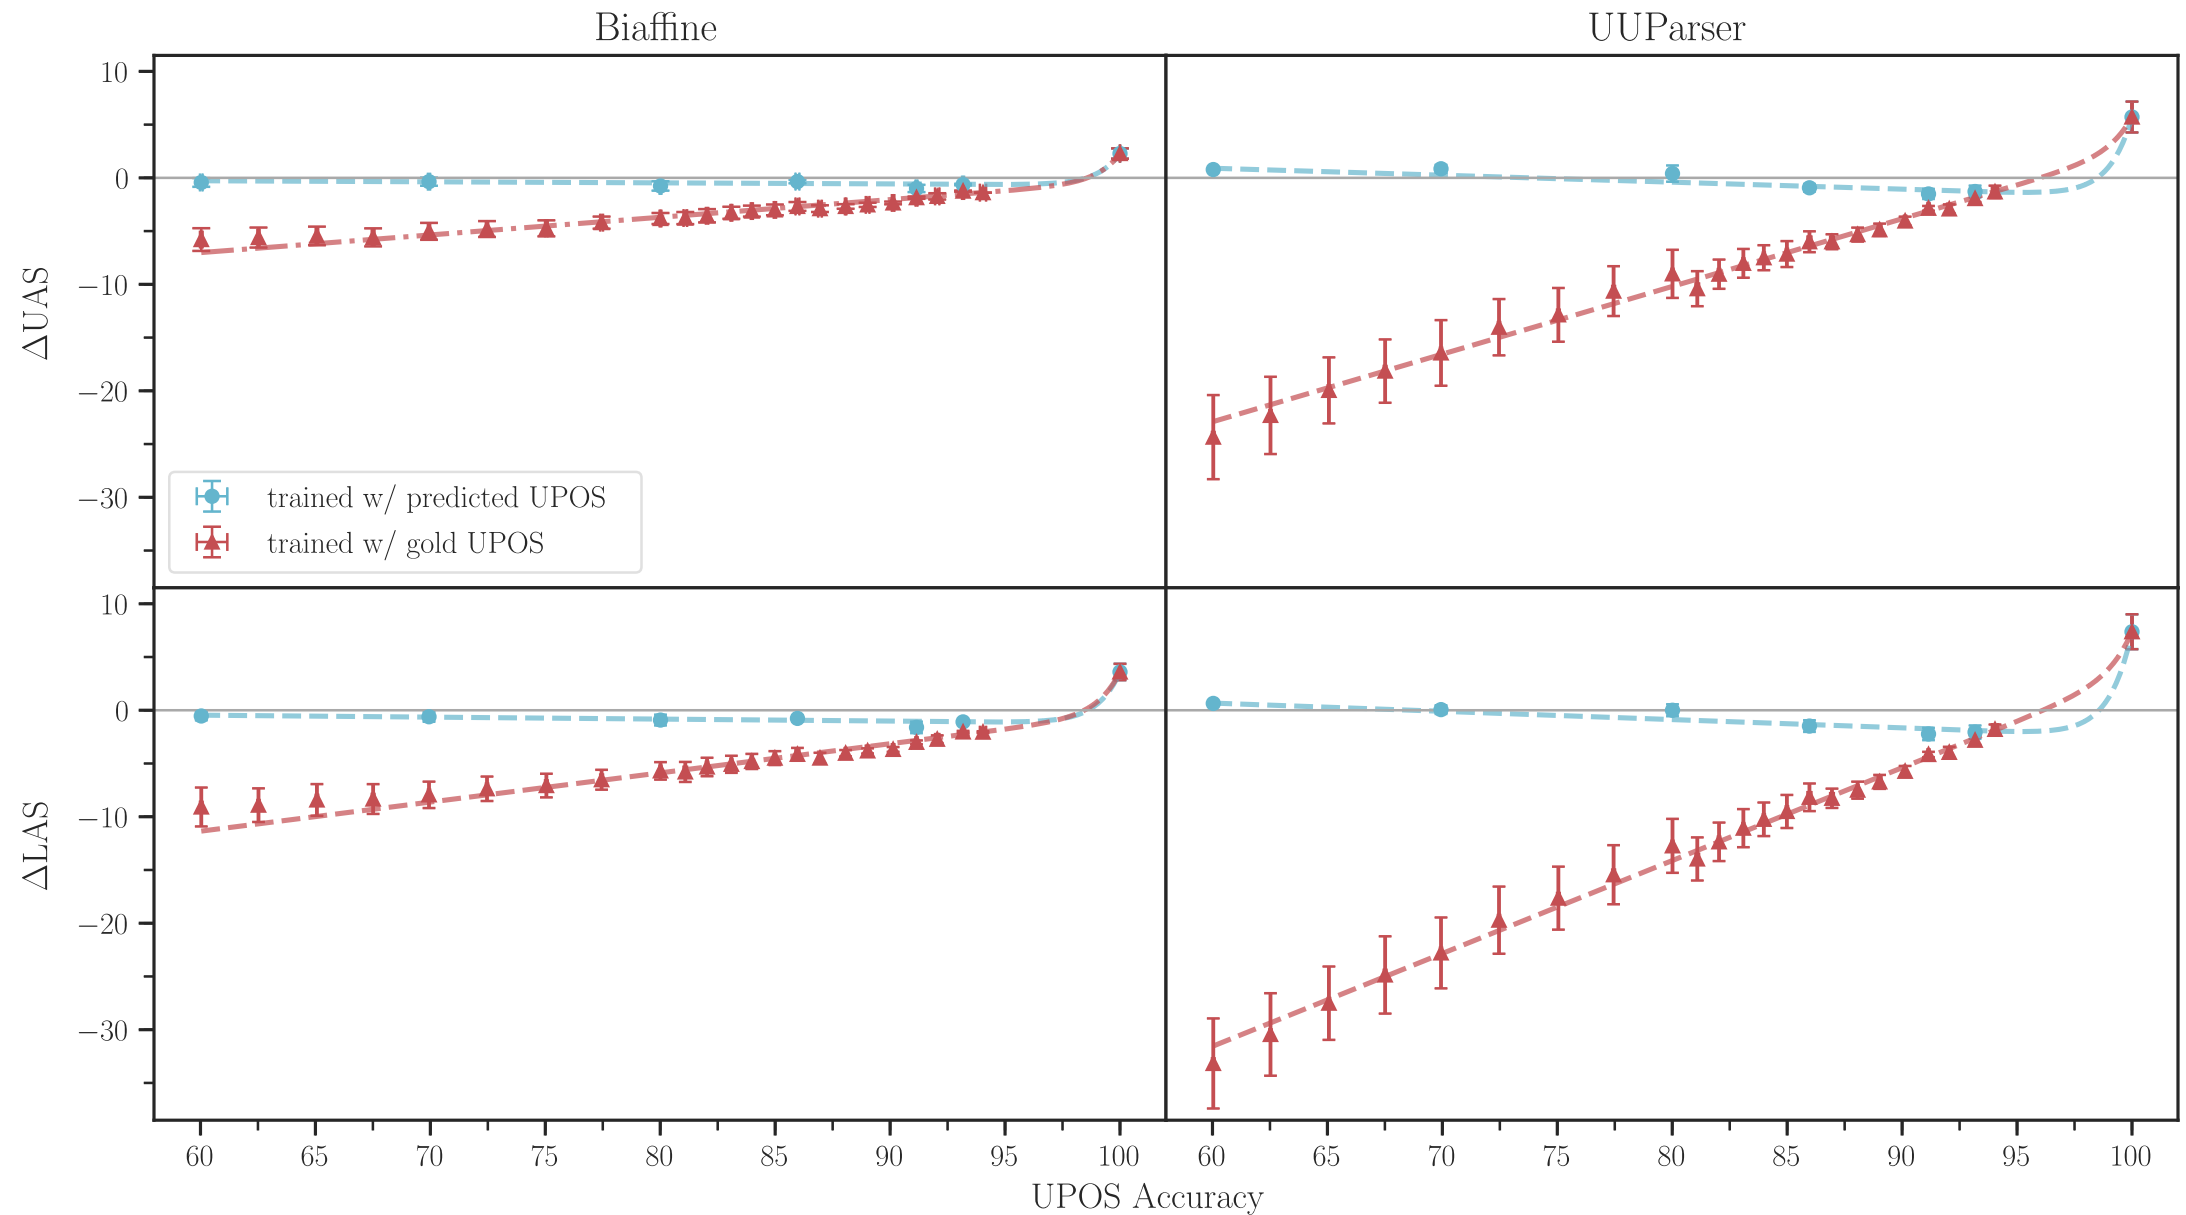 Biaffine
UUParser
10
0
−10
−20
−30
ΔUAS
trained w/ predicted UPOS
trained w/ gold UPOS
10
0
−10
−20
−30
ΔLAS
60 65 70 75 80 85 90 95 100 60 65 70 75 80 85 90 95 100
UPOS Accuracy